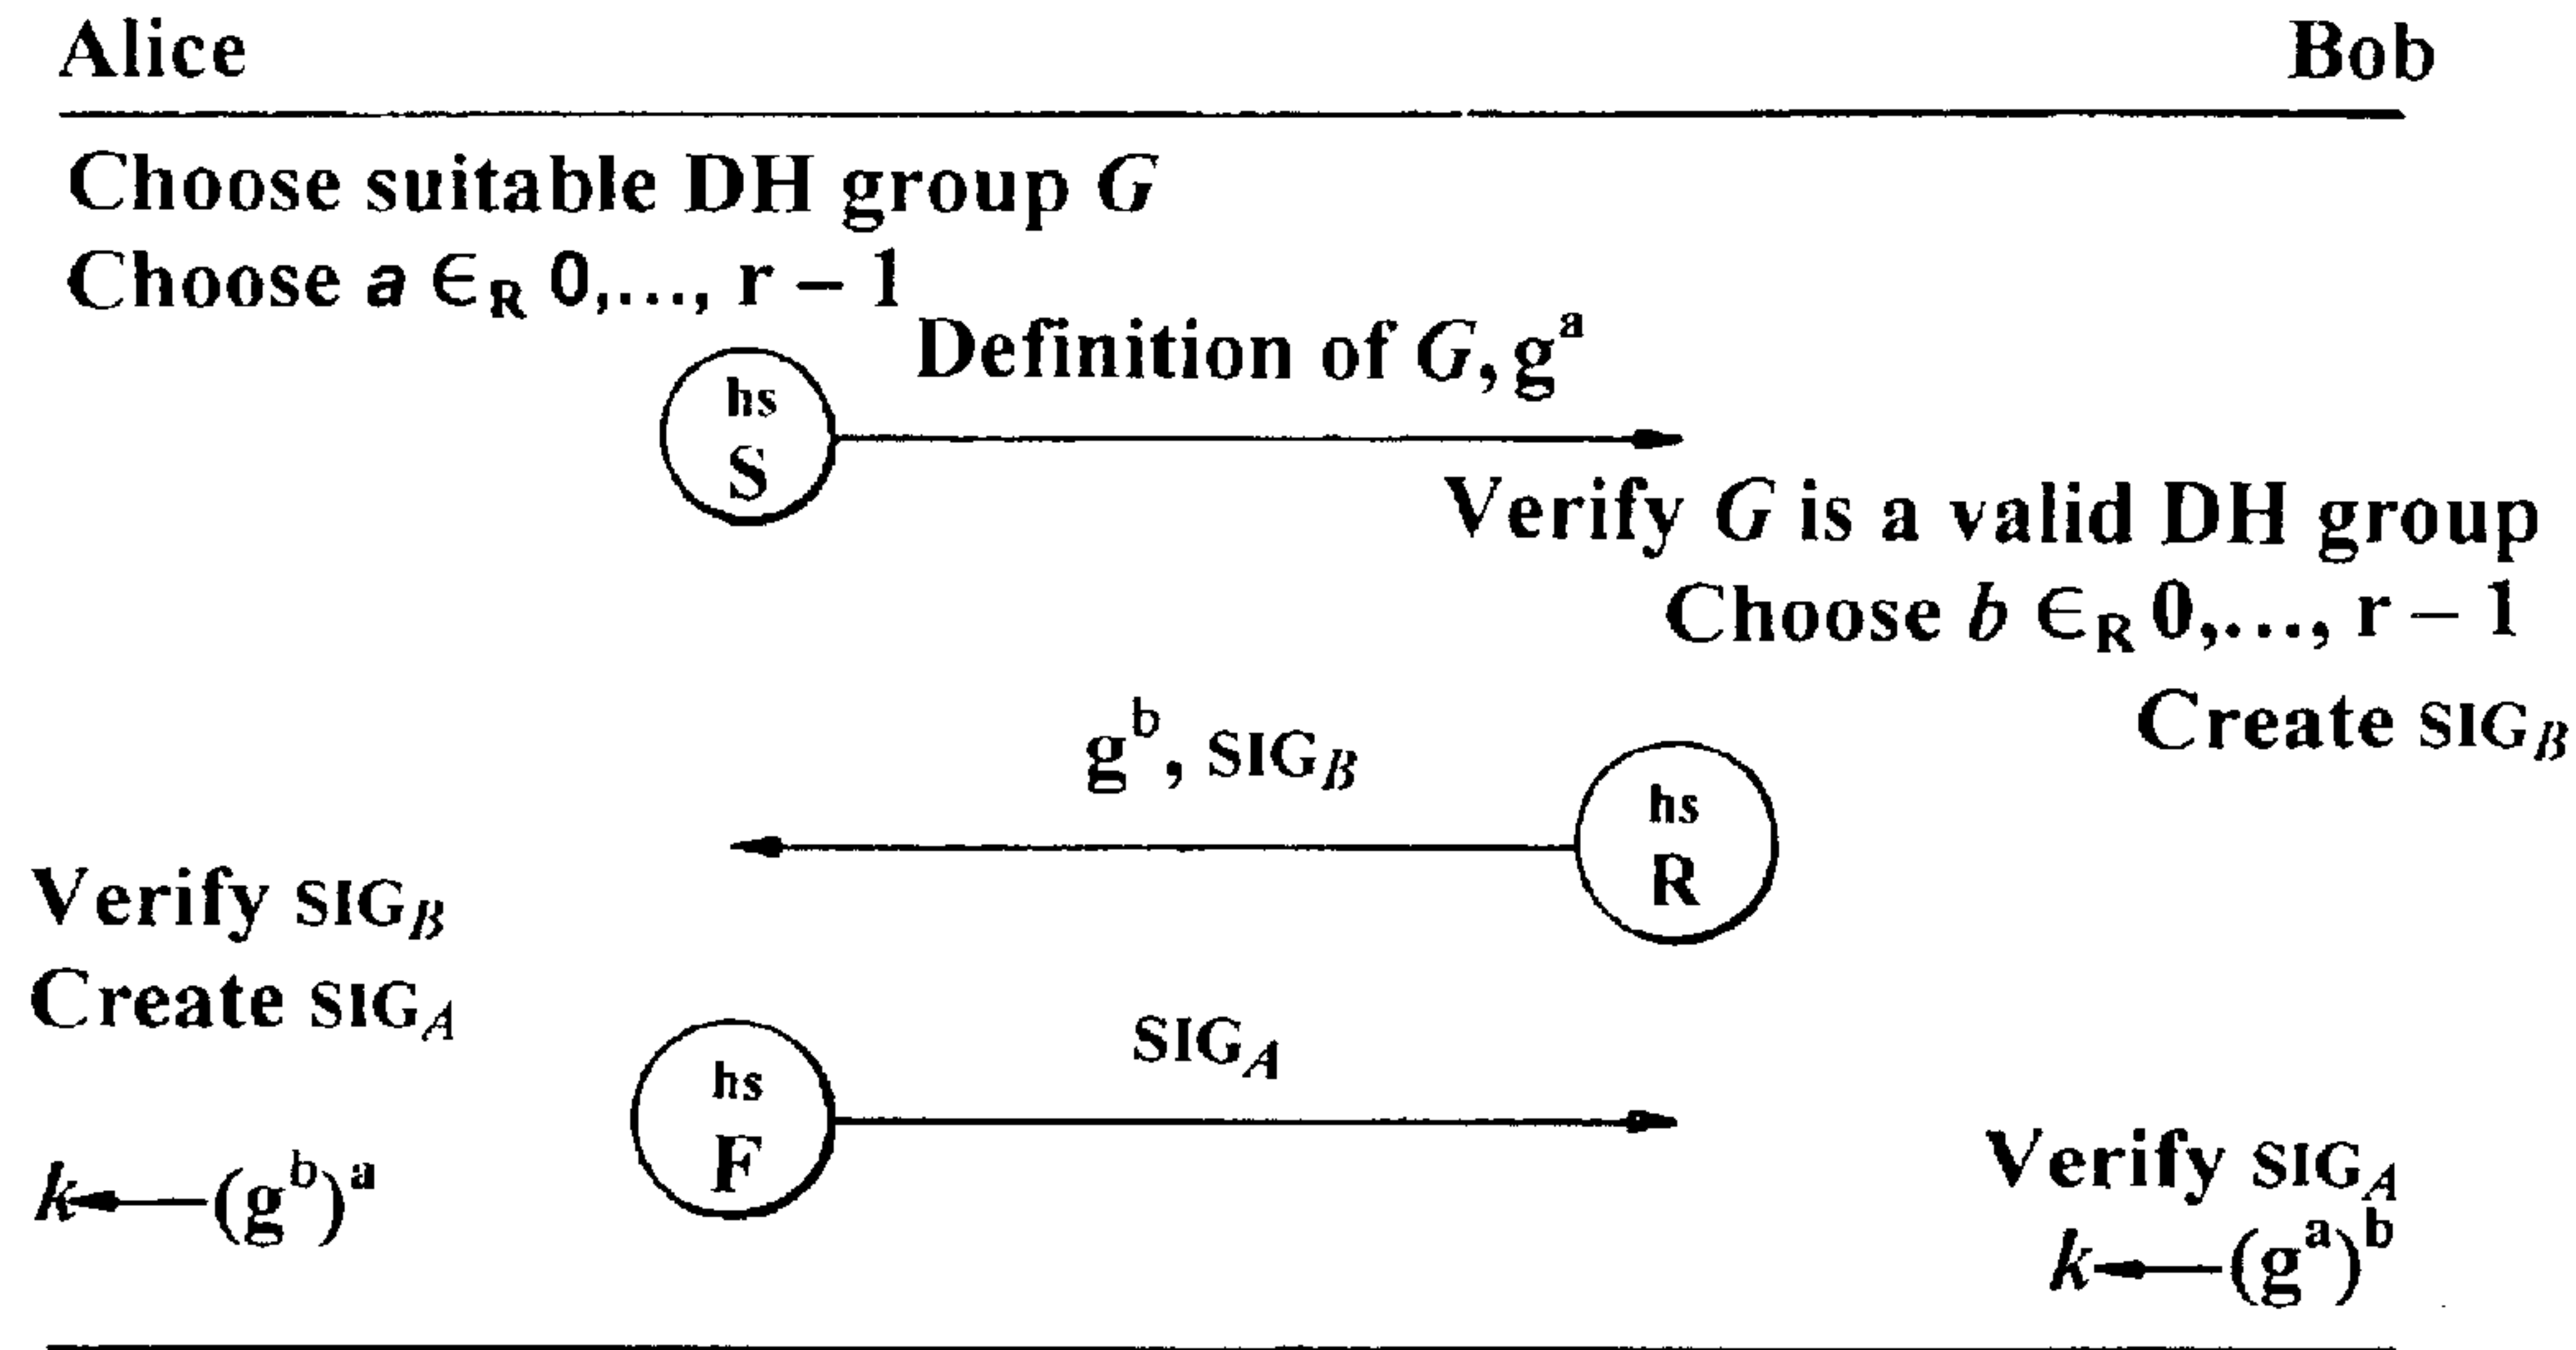 Alice Bob
Choose suitable DH group G
Choose a ∈R 0,..., r – 1
Definition of G, g^a
hs
S
Verify G is a valid DH group
Choose b ∈R 0,..., r – 1
Create SIG_B
g^b, SIG_B
hs
R
Verify SIG_B
Create SIG_A
SIG_A
hs
F
k ← (g^b)^a
Verify SIG_A
k ← (g^a)^b